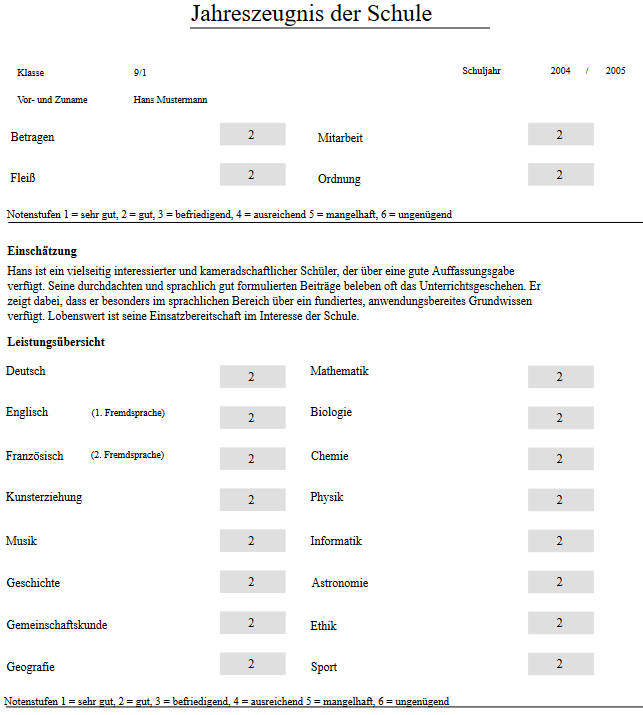 Jahreszeugnis der Schule
Klasse 9/1 Schuljahr 2004 / 2005
Vor- und Zuname Hans Mustermann
Betragen 2 Mitarbeit 2
Fleiß 2 Ordnung 2
Notenstufen 1 = sehr gut, 2 = gut, 3 = befriedigend, 4 = ausreichend 5 = mangelhaft, 6 = ungenügend
Einschätzung
Hans ist ein vielseitig interessierter und kameradschaftlicher Schüler, der über eine gute Auffassungsgabe
verfügt. Seine durchdachten und sprachlich gut formulierten Beiträge beleben oft das Unterrichtsgeschehen. Er
zeigt dabei, dass er besonders im sprachlichen Bereich über ein fundiertes, anwendungsbereites Grundwissen
verfügt. Lobenswert ist seine Einsatzbereitschaft im Interesse der Schule.
Leistungsübersicht
Deutsch 2 Mathematik 2
Englisch (1. Fremdsprache) 2 Biologie 2
Französisch (2. Fremdsprache) 2 Chemie 2
Kunsterziehung 2 Physik 2
Musik 2 Informatik 2
Geschichte 2 Astronomie 2
Gemeinschaftskunde 2 Ethik 2
Geografie 2 Sport 2
Notenstufen 1 = sehr gut, 2 = gut, 3 = befriedigend, 4 = ausreichend 5 = mangelhaft, 6 = ungenügend